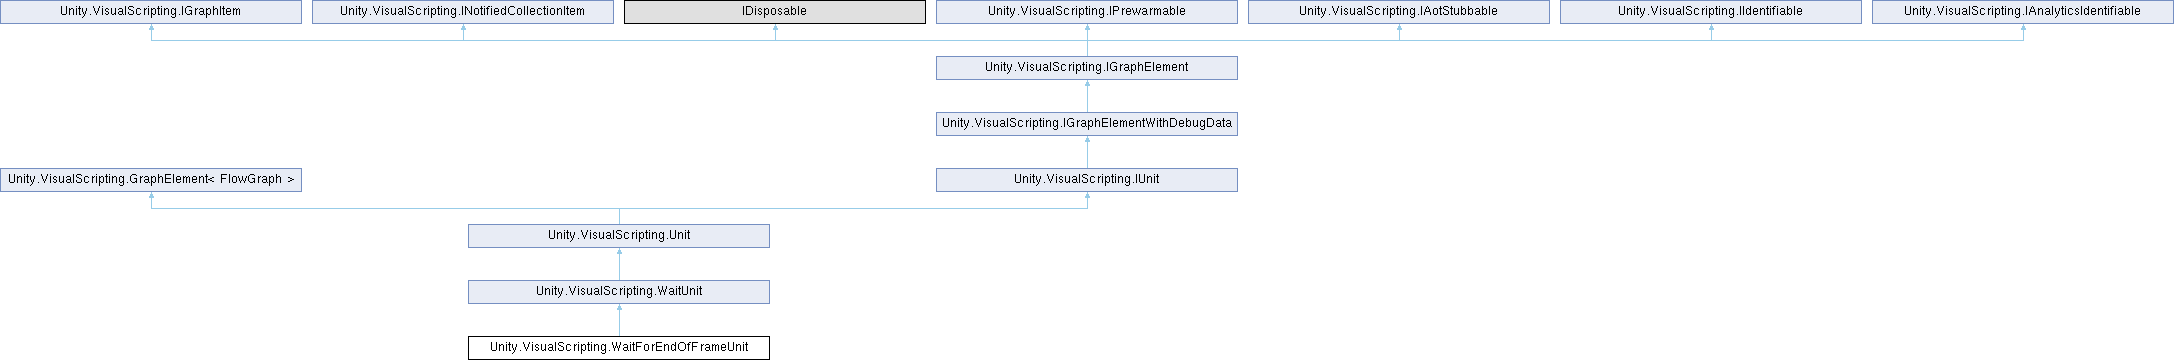 Unity.VisualScripting.IGraphItem
Unity.VisualScripting.INotifiedCollectionItem
IDisposable
Unity.VisualScripting.IPrewarmable
Unity.VisualScripting.IAotStubbable
Unity.VisualScripting.IIdentifiable
Unity.VisualScripting.IAnalyticsIdentifiable
Unity.VisualScripting.IGraphElement
Unity.VisualScripting.IGraphElementWithDebugData
Unity.VisualScripting.GraphElement< FlowGraph >
Unity.VisualScripting.IUnit
Unity.VisualScripting.Unit
Unity.VisualScripting.WaitUnit
Unity.VisualScripting.WaitForEndOfFrameUnit